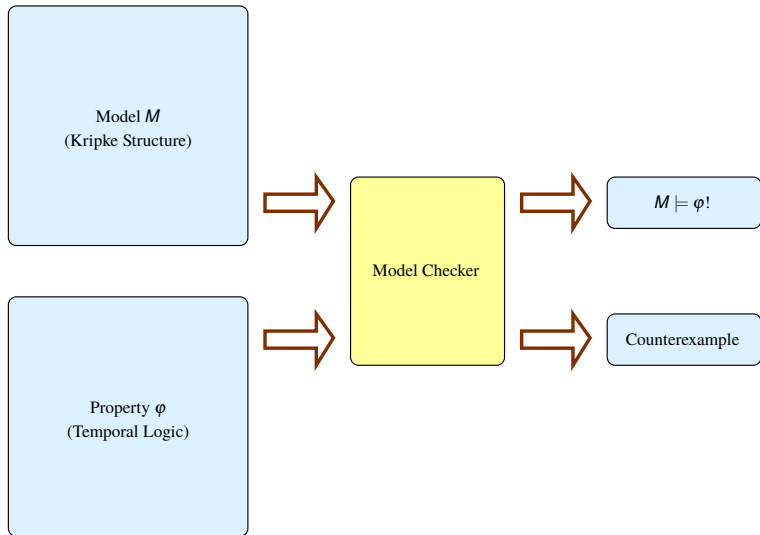 Model M
(Kripke Structure)
M ⊨ φ!
Model Checker
Counterexample
Property φ
(Temporal Logic)